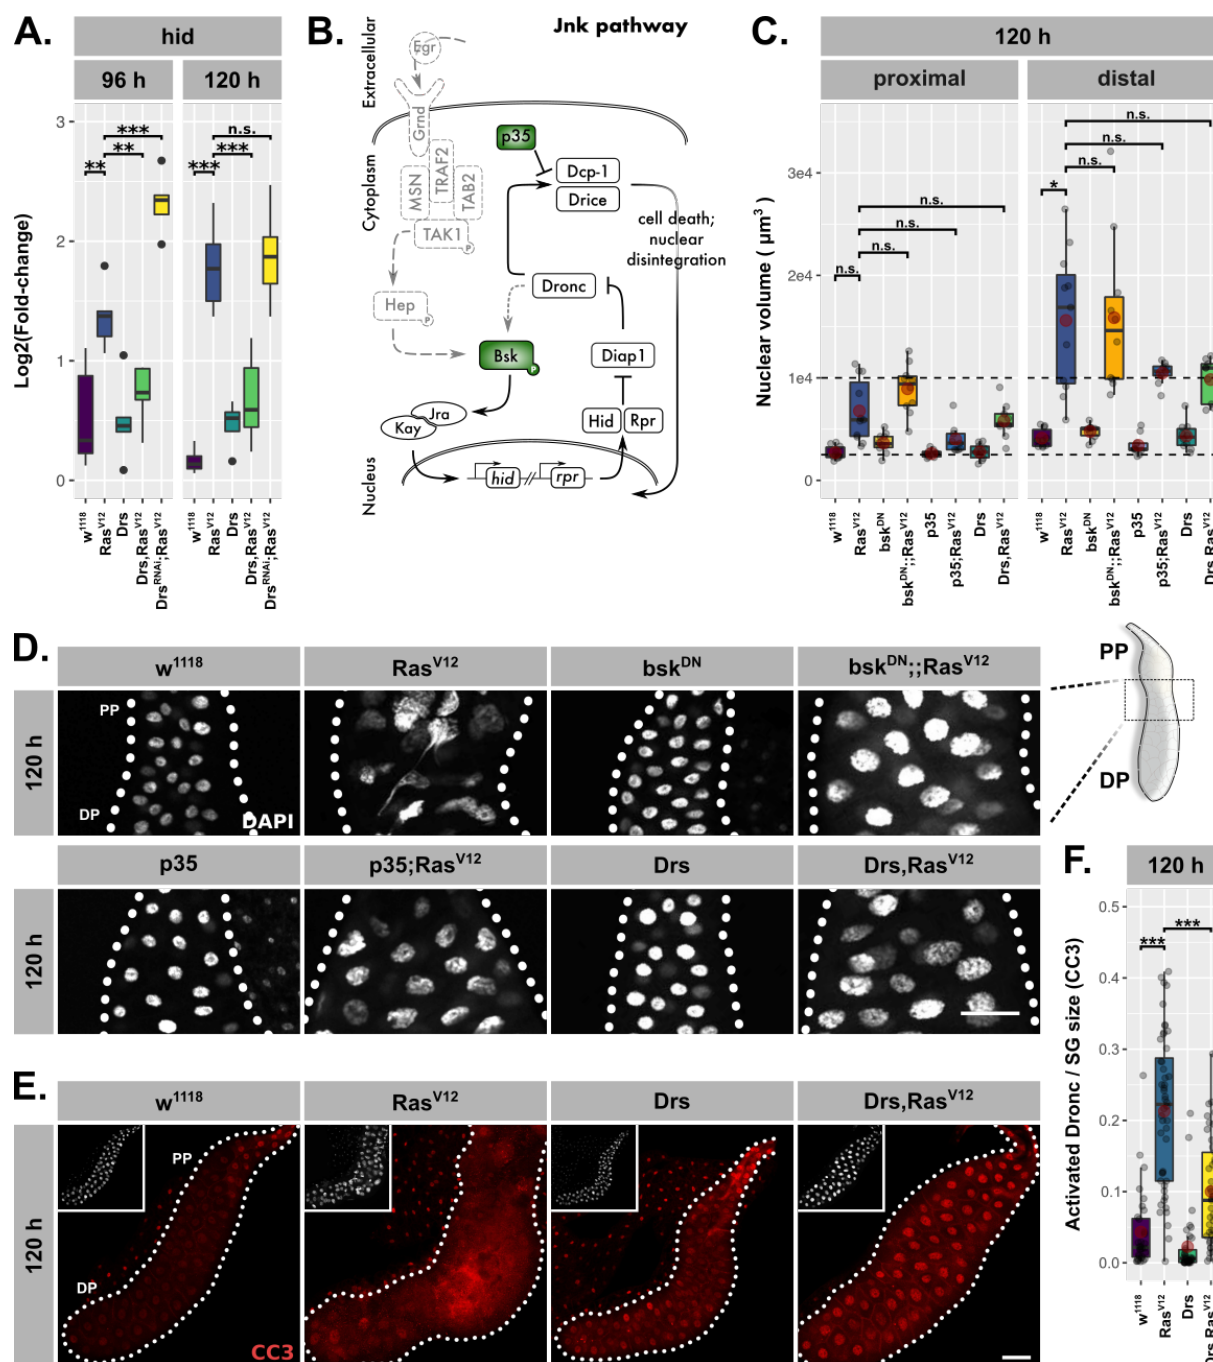 A.
hid
96 h
120 h
Log2(Fold-change)
3
2
1
0
**
**
***
***
***
n.s.
w¹¹¹⁸
Rasⱽ¹²
Drs
Drs,Rasⱽ¹²
Drsᴿᴺᴬⁱ;Rasⱽ¹²
w¹¹¹⁸
Rasⱽ¹²
Drs
Drs,Rasⱽ¹²
Drsᴿᴺᴬⁱ;Rasⱽ¹²
B.
Jnk pathway
Extracellular
Cytoplasm
Nucleus
Egr
Grnd
p35
MSN
TRAF2
TAB2
TAK1
P
Dcp-1
Drice
cell death;
nuclear
disintegration
Hep
P
Dronc
Bsk
P
Diap1
Jra
Kay
Hid
Rpr
hid
rpr
C.
120 h
proximal
distal
Nuclear volume ( µm³ )
3e4
2e4
1e4
0
n.s.
n.s.
n.s.
n.s.
*
n.s.
n.s.
n.s.
w¹¹¹⁸
Rasⱽ¹²
bskᴰᴺ
bskᴰᴺ;;Rasⱽ¹²
p35
p35;Rasⱽ¹²
Drs
Drs,Rasⱽ¹²
w¹¹¹⁸
Rasⱽ¹²
bskᴰᴺ
bskᴰᴺ;;Rasⱽ¹²
p35
p35;Rasⱽ¹²
Drs
Drs,Rasⱽ¹²
D.
w¹¹¹⁸
Rasⱽ¹²
bskᴰᴺ
bskᴰᴺ;;Rasⱽ¹²
120 h
PP
DP
DAPI
PP
DP
p35
p35;Rasⱽ¹²
Drs
Drs,Rasⱽ¹²
120 h
E.
w¹¹¹⁸
Rasⱽ¹²
Drs
Drs,Rasⱽ¹²
120 h
PP
DP
CC3
F.
120 h
Activated Dronc / SG size (CC3)
0.5
0.4
0.3
0.2
0.1
0.0
***
***
w¹¹¹⁸
Rasⱽ¹²
Drs
Drs,Rasⱽ¹²